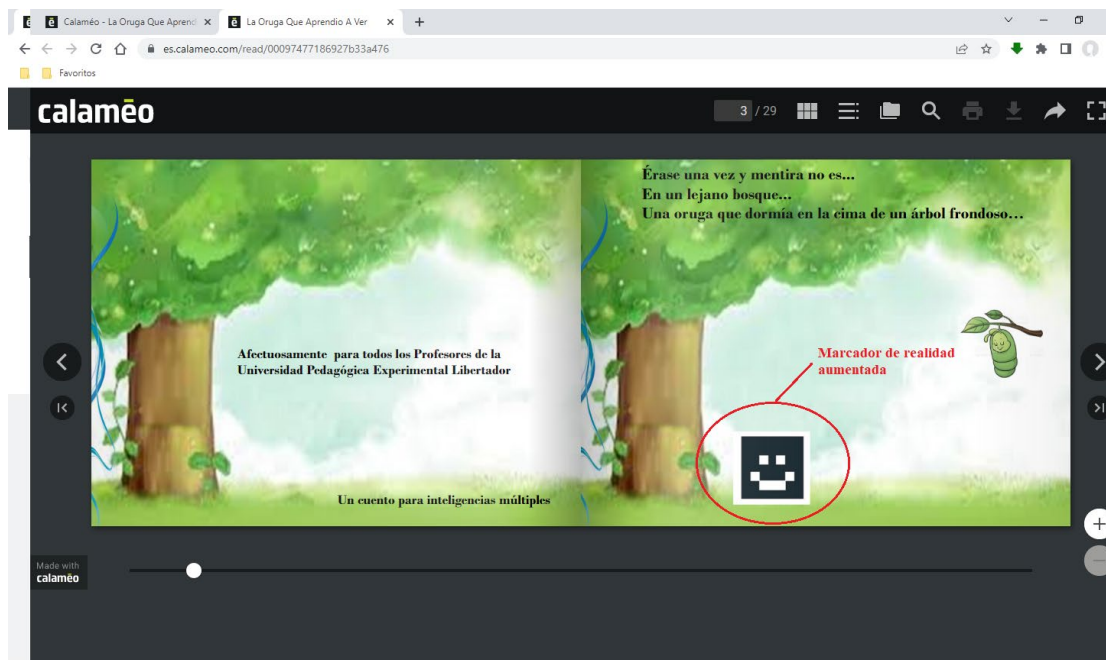 Calaméo - La Oruga Que Aprend
La Oruga Que Aprendio A Ver
es.calameo.com/read/00097477186927b33a476
Favoritos
calamēo
3 / 29
Érase una vez y mentira no es...
En un lejano bosque...
Una oruga que dormía en la cima de un árbol frondoso...
Afectuosamente para todos los Profesores de la
Universidad Pedagógica Experimental Libertador
Marcador de realidad
aumentada
Un cuento para inteligencias múltiples
Made with
calamēo